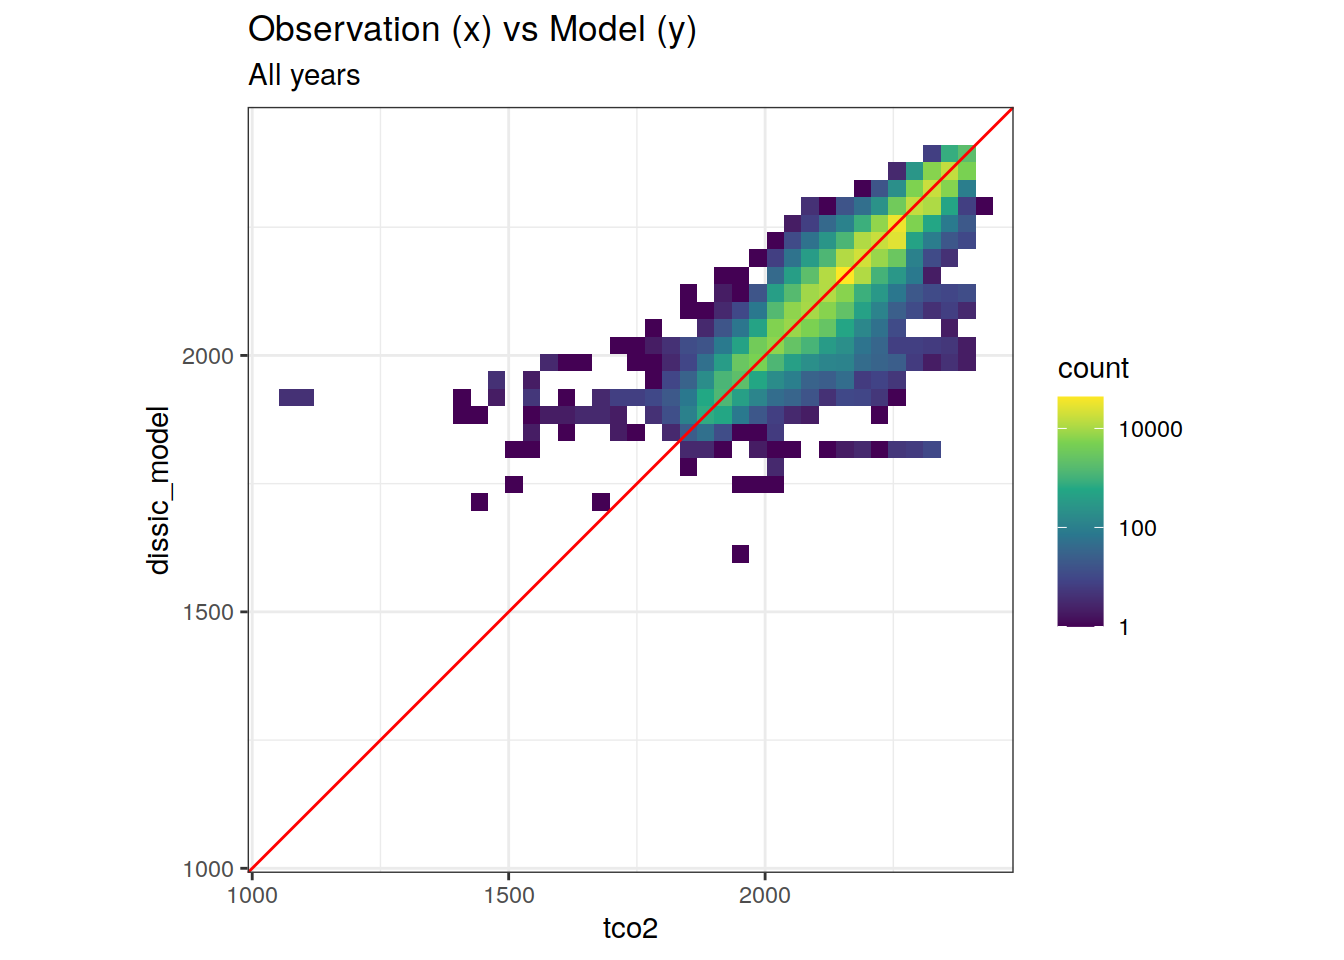 Observation (x) vs Model (y)
All years
dissic_model
2000
1500
1000
1000
1500
2000
tco2
count
10000
100
1